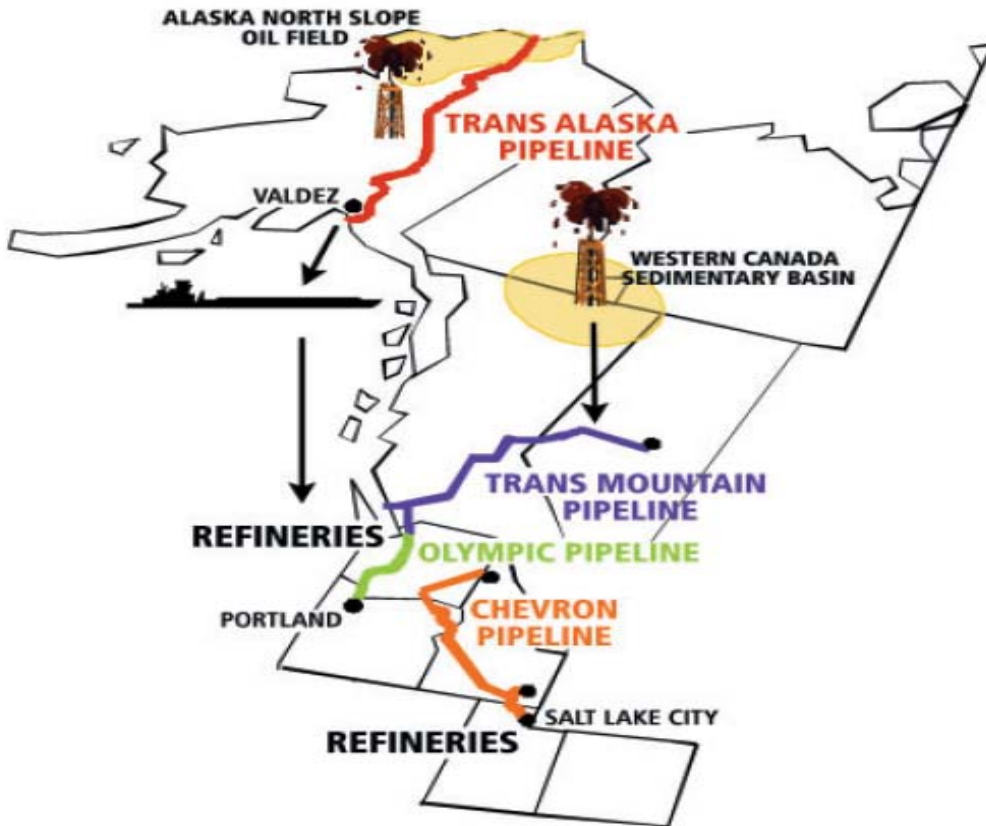 ALASKA NORTH SLOPE
OIL FIELD
TRANS ALASKA
PIPELINE
VALDEZ
WESTERN CANADA
SEDIMENTARY BASIN
TRANS MOUNTAIN
PIPELINE
REFINERIES
OLYMPIC PIPELINE
PORTLAND
CHEVRON
PIPELINE
SALT LAKE CITY
REFINERIES